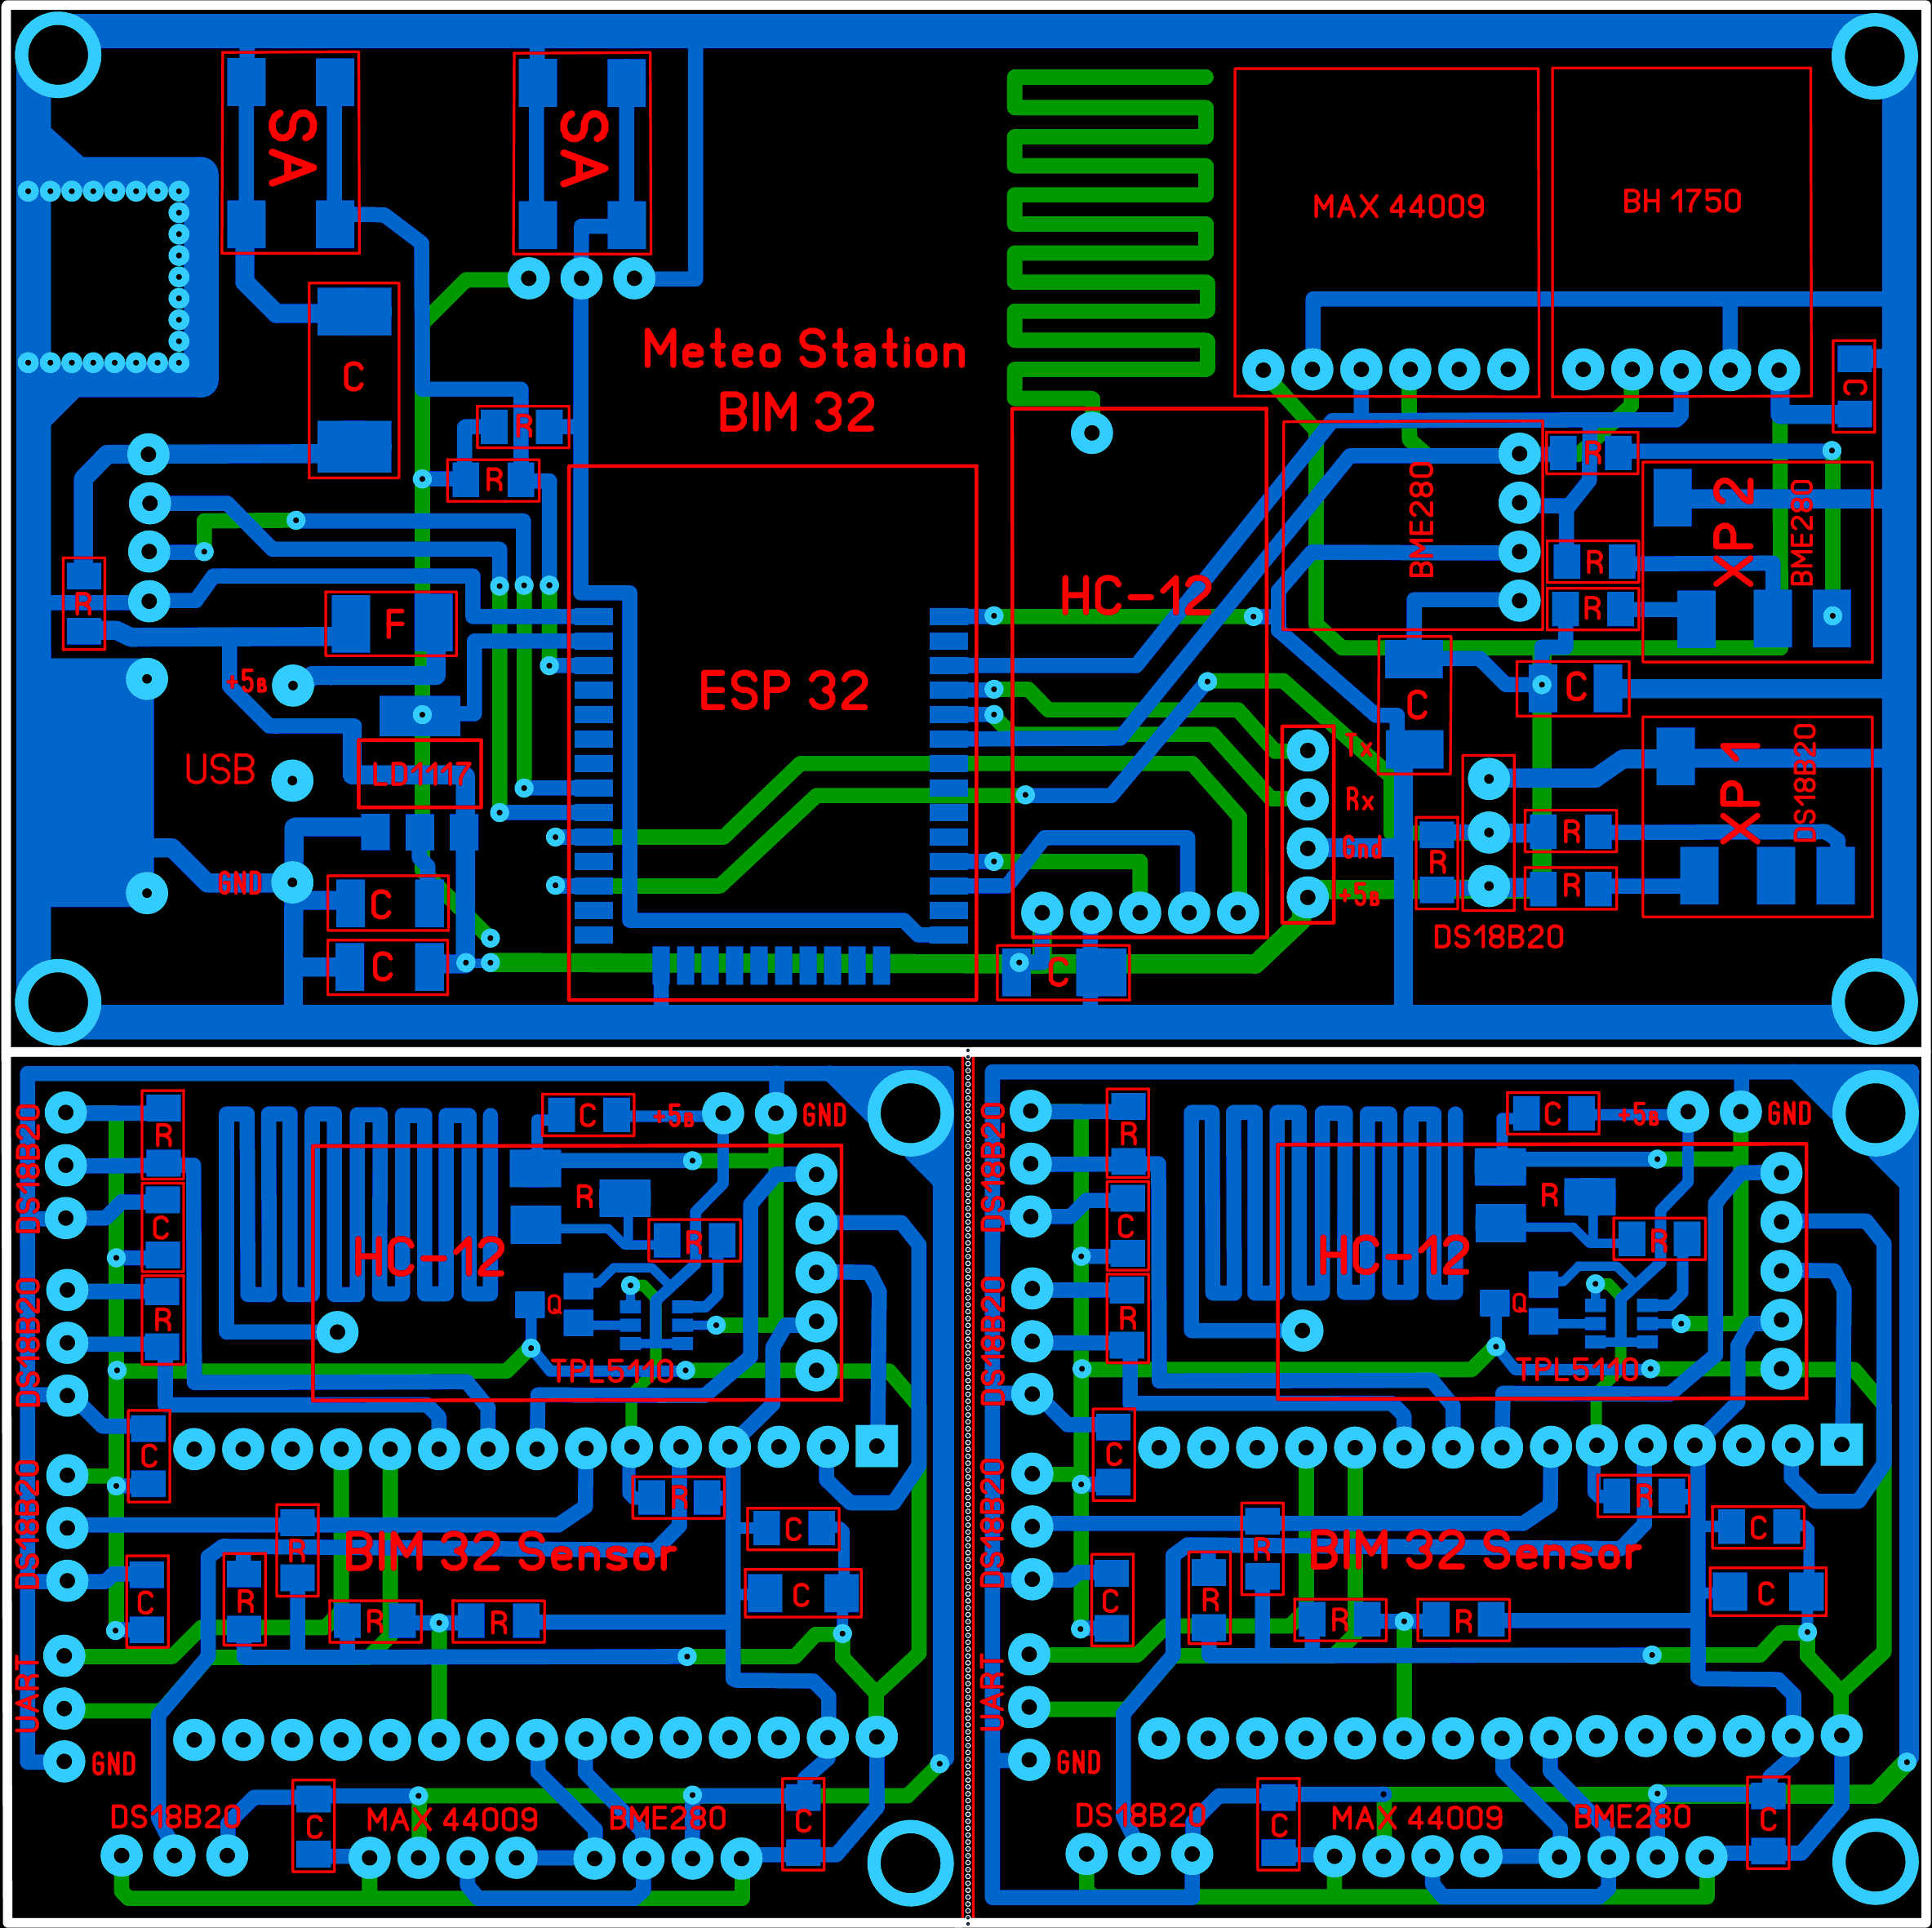 SA
SA
MAX 44009
BH 1750
Meteo Station
BIM 32
C
C
R
R
R
BME280
XP 2
BME280
R
F
R
R
HC-12
ESP 32
+5в
C
C
USB
LD1117
Tx
Rx
Gnd
+5в
XP 1
DS18B20
R
R
R
GND
C
C
C
DS18B20
DS18B20
R
C
+5в
GND
R
C
R
HC-12
R
Q
DS18B20
TPL5110
C
R
DS18B20
R
BIM 32 Sensor
C
C
C
R
R
R
UART
GND
DS18B20
C
MAX 44009
BME280
C
DS18B20
R
C
+5в
GND
R
C
R
HC-12
R
Q
DS18B20
TPL5110
C
R
DS18B20
R
BIM 32 Sensor
C
C
C
R
R
R
UART
GND
DS18B20
C
MAX 44009
BME280
C